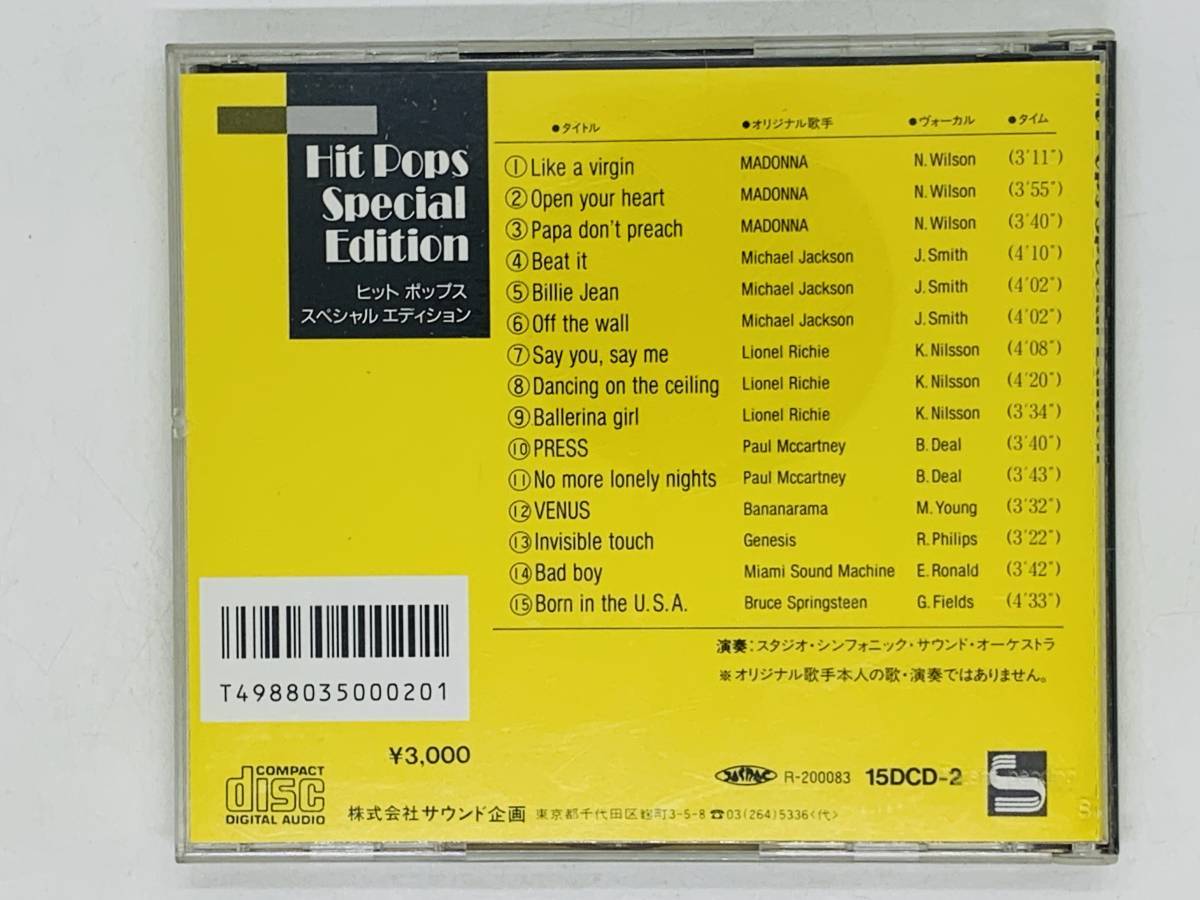 Hit Pops
Special
Edition
ヒット ポップス
スペシャル エディション
●タイトル ●オリジナル歌手 ●ヴォーカル ●タイム
①Like a virgin MADONNA N. Wilson (3'11")
②Open your heart MADONNA N. Wilson (3'55")
③Papa don't preach MADONNA N. Wilson (3'40")
④Beat it Michael Jackson J. Smith (4'10")
⑤Billie Jean Michael Jackson J. Smith (4'02")
⑥Off the wall Michael Jackson J. Smith (4'02")
⑦Say you, say me Lionel Richie K. Nilsson (4'08")
⑧Dancing on the ceiling Lionel Richie K. Nilsson (4'20")
⑨Ballerina girl Lionel Richie K. Nilsson (3'34")
⑩PRESS Paul Mccartney B. Deal (3'40")
⑪No more lonely nights Paul Mccartney B. Deal (3'43")
⑫VENUS Bananarama M. Young (3'32")
⑬Invisible touch Genesis R. Philips (3'22")
⑭Bad boy Miami Sound Machine E. Ronald (3'42")
⑮Born in the U.S.A. Bruce Springsteen G. Fields (4'33")
演奏:スタジオ・シンフォニック・サウンド・オーケストラ
※オリジナル歌手本人の歌・演奏ではありません。
T4988035000201
¥3,000
COMPACT
disc
DIGITAL AUDIO
JASRAC R-200083 15DCD-2
S
株式会社サウンド企画 東京都千代田区麹町3-5-8 ☎03(264)5336<代>